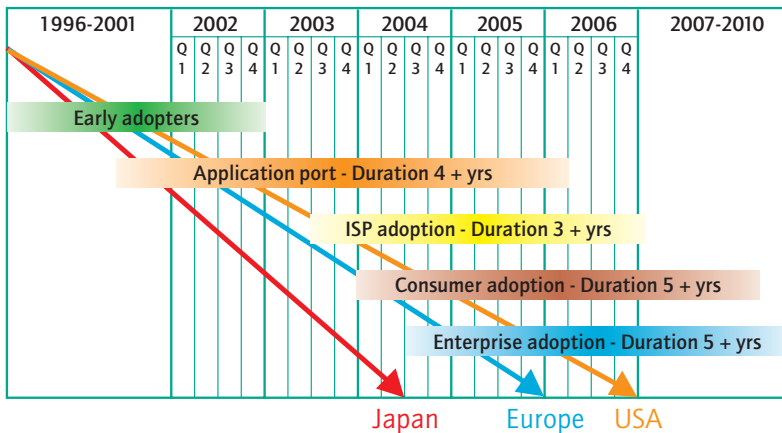 1996-2001 2002 2003 2004 2005 2006 2007-2010
Q Q Q Q Q Q Q Q Q Q Q Q Q Q Q Q Q Q Q Q
1 2 3 4 1 2 3 4 1 2 3 4 1 2 3 4 1 2 3 4
Early adopters
Application port - Duration 4 + yrs
ISP adoption - Duration 3 + yrs
Consumer adoption - Duration 5 + yrs
Enterprise adoption - Duration 5 + yrs
Japan Europe USA